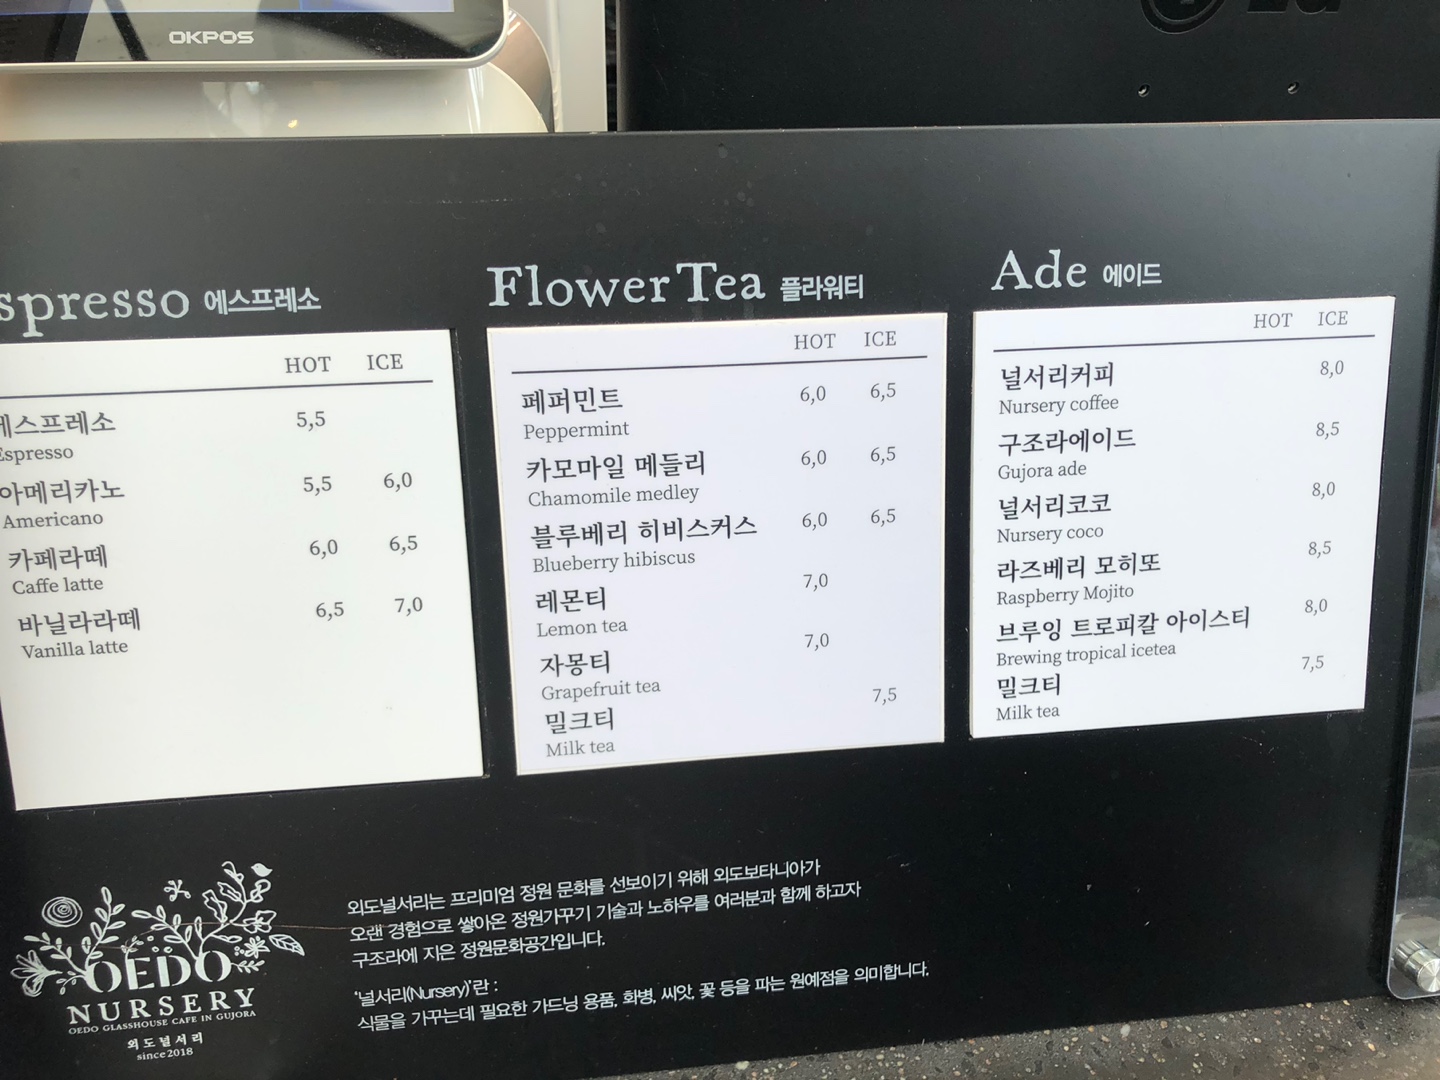 OKPOS
LG
spresso 에스프레소
HOT ICE
에스프레소 5,5
Espresso
아메리카노 5,5 6,0
Americano
카페라떼 6,0 6,5
Caffe latte
바닐라라떼 6,5 7,0
Vanilla latte
Flower Tea 플라워티
HOT ICE
페퍼민트 6,0 6,5
Peppermint
카모마일 메들리 6,0 6,5
Chamomile medley
블루베리 히비스커스 6,0 6,5
Blueberry hibiscus
레몬티 7,0
Lemon tea
자몽티 7,0
Grapefruit tea
밀크티 7,5
Milk tea
Ade 에이드
HOT ICE
널서리커피 8,0
Nursery coffee
구조라에이드 8,5
Gujora ade
널서리코코 8,0
Nursery coco
라즈베리 모히또 8,5
Raspberry Mojito
브루잉 트로피칼 아이스티 8,0
Brewing tropical icetea
밀크티 7,5
Milk tea
OEDO
NURSERY
OEDO GLASSHOUSE CAFE IN GUJORA
외도널서리
since 2018
외도널서리는 프리미엄 정원 문화를 선보이기 위해 외도보타니아가
오랜 경험으로 쌓아온 정원가꾸기 기술과 노하우를 여러분과 함께 하고자
구조라에 지은 정원문화공간입니다.
'널서리(Nursery)'란 :
식물을 가꾸는데 필요한 가드닝 용품, 화병, 씨앗, 꽃 등을 파는 원예점을 의미합니다.